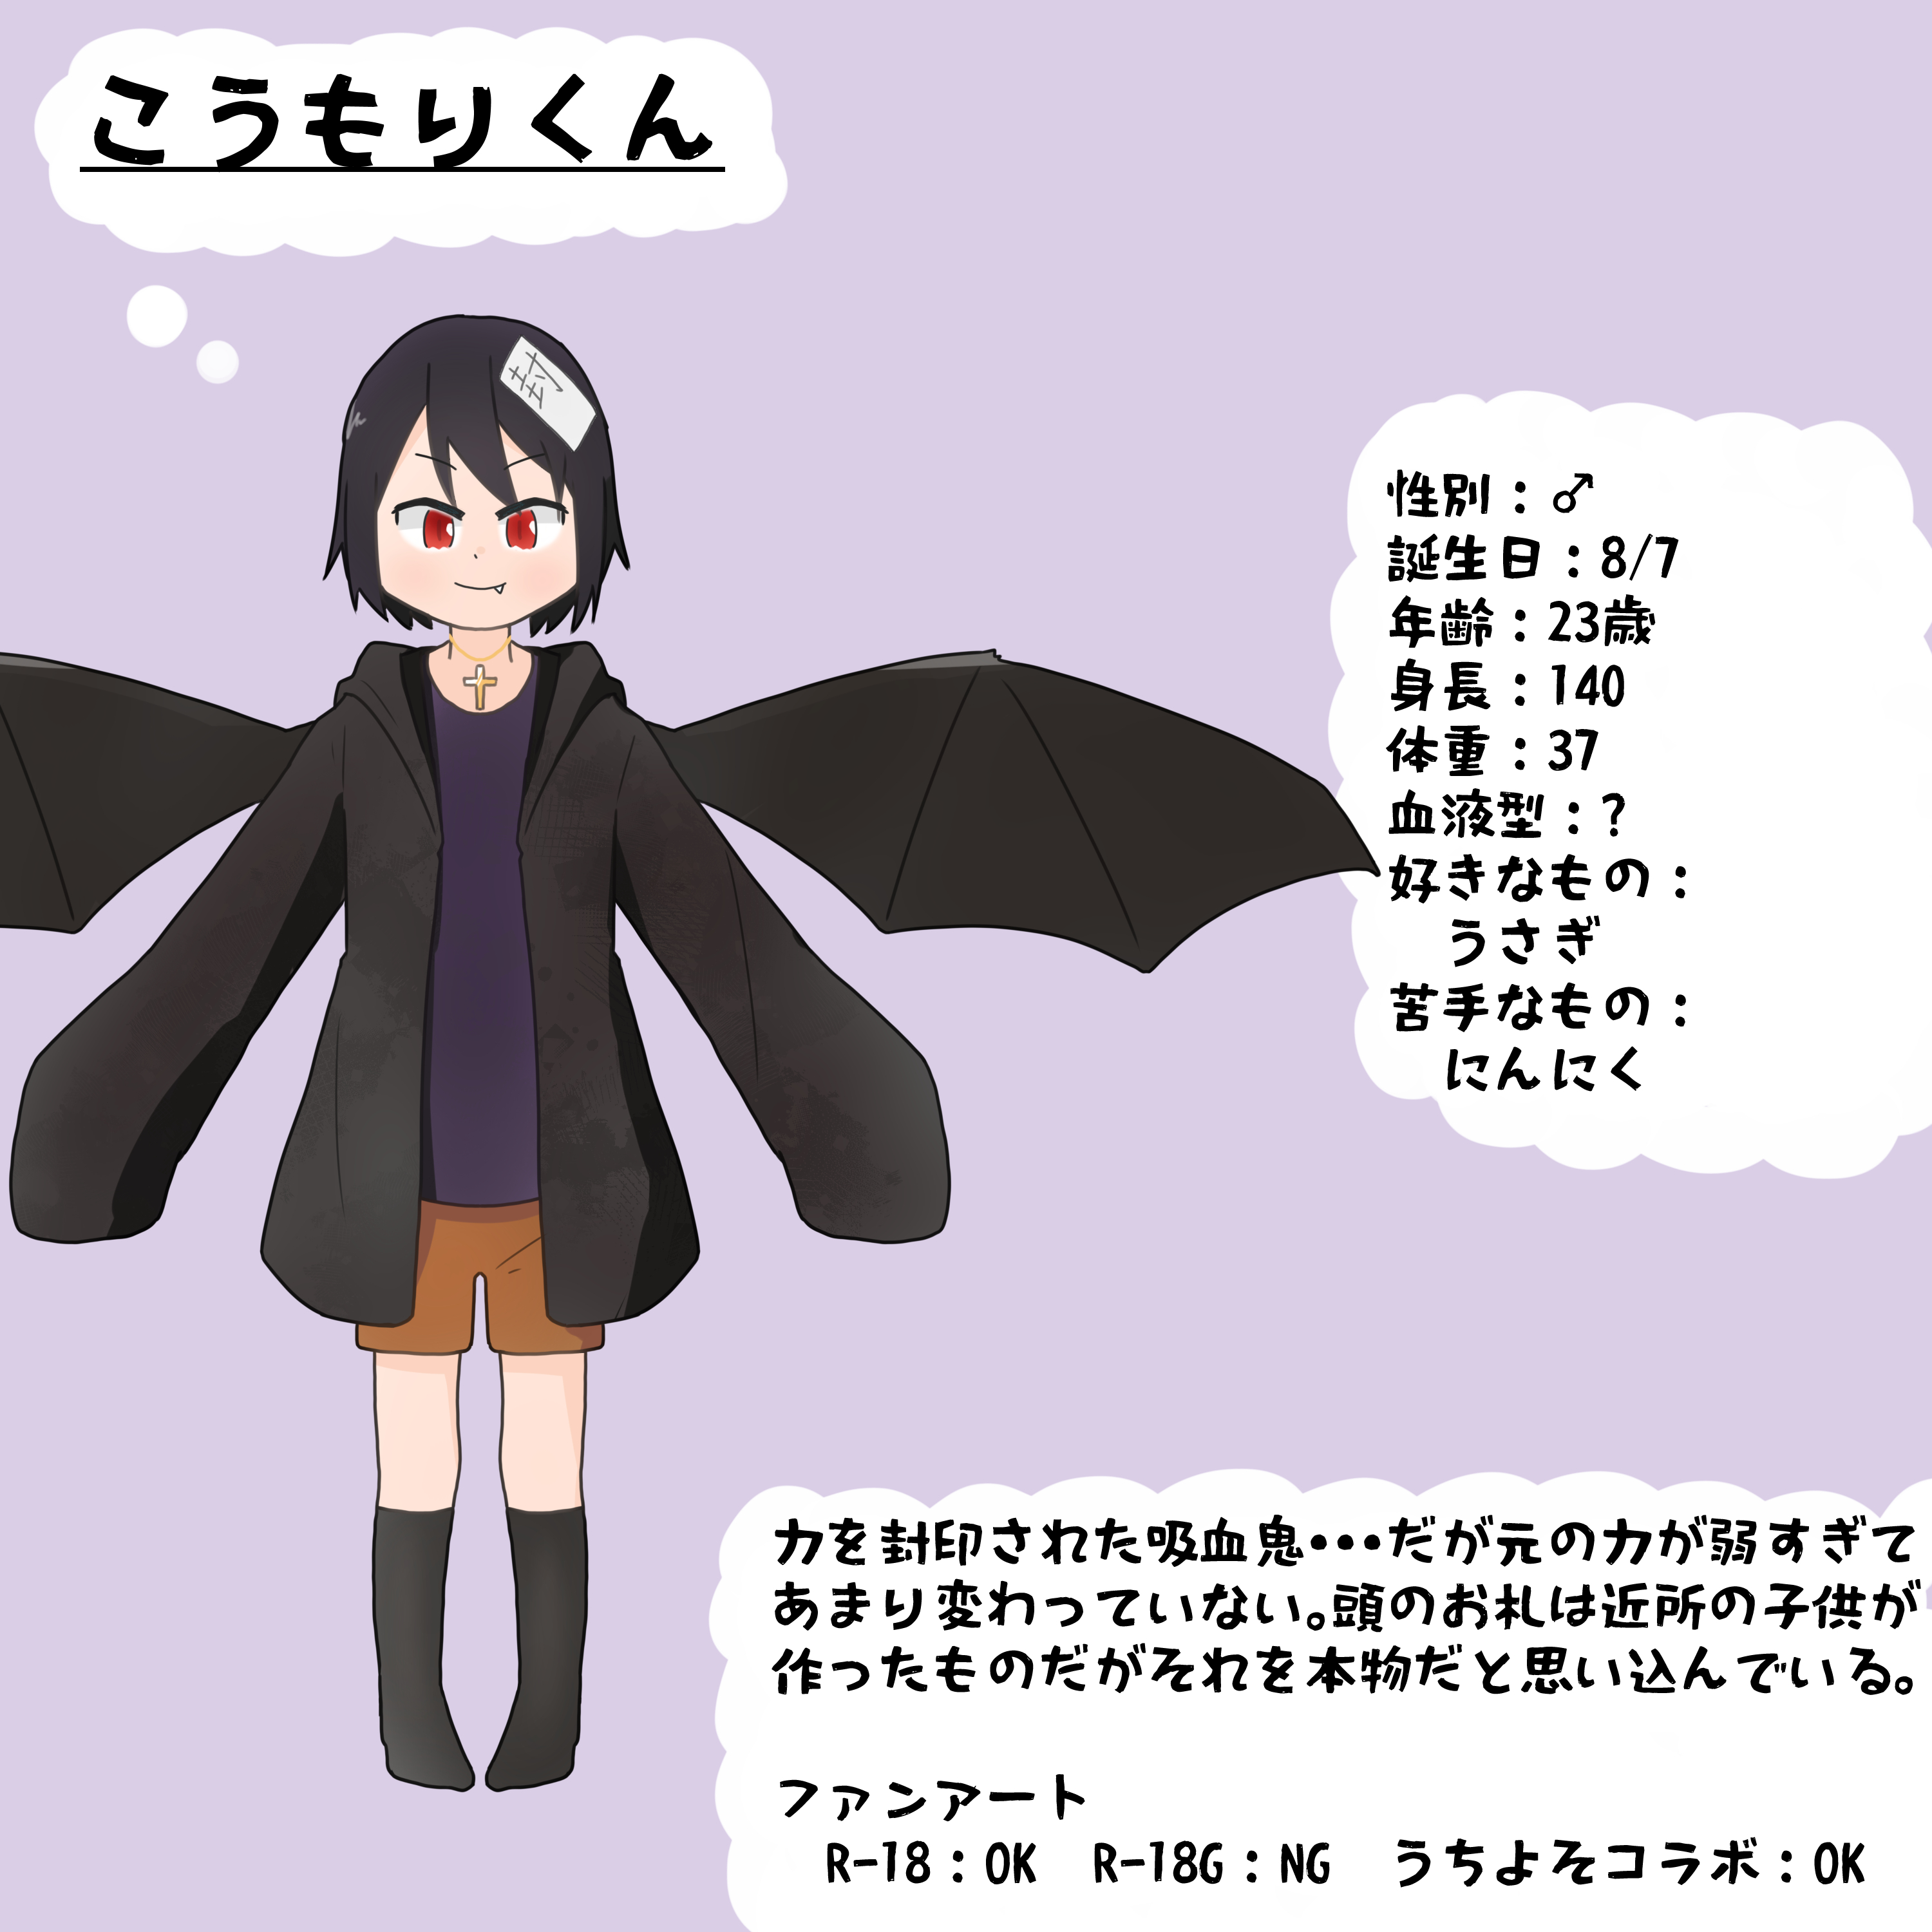 こうもりくん
封
性別：♂
誕生日：8/7
年齢：23歳
身長：140
体重：37
血液型：?
好きなもの：
うさぎ
苦手なもの：
にんにく
力を封印された吸血鬼・・・だが元の力が弱すぎて
あまり変わっていない。頭のお札は近所の子供が
作ったものだがそれを本物だと思い込んでいる。
ファンアート
R-18：OK　R-18G：NG　うちよそコラボ：OK